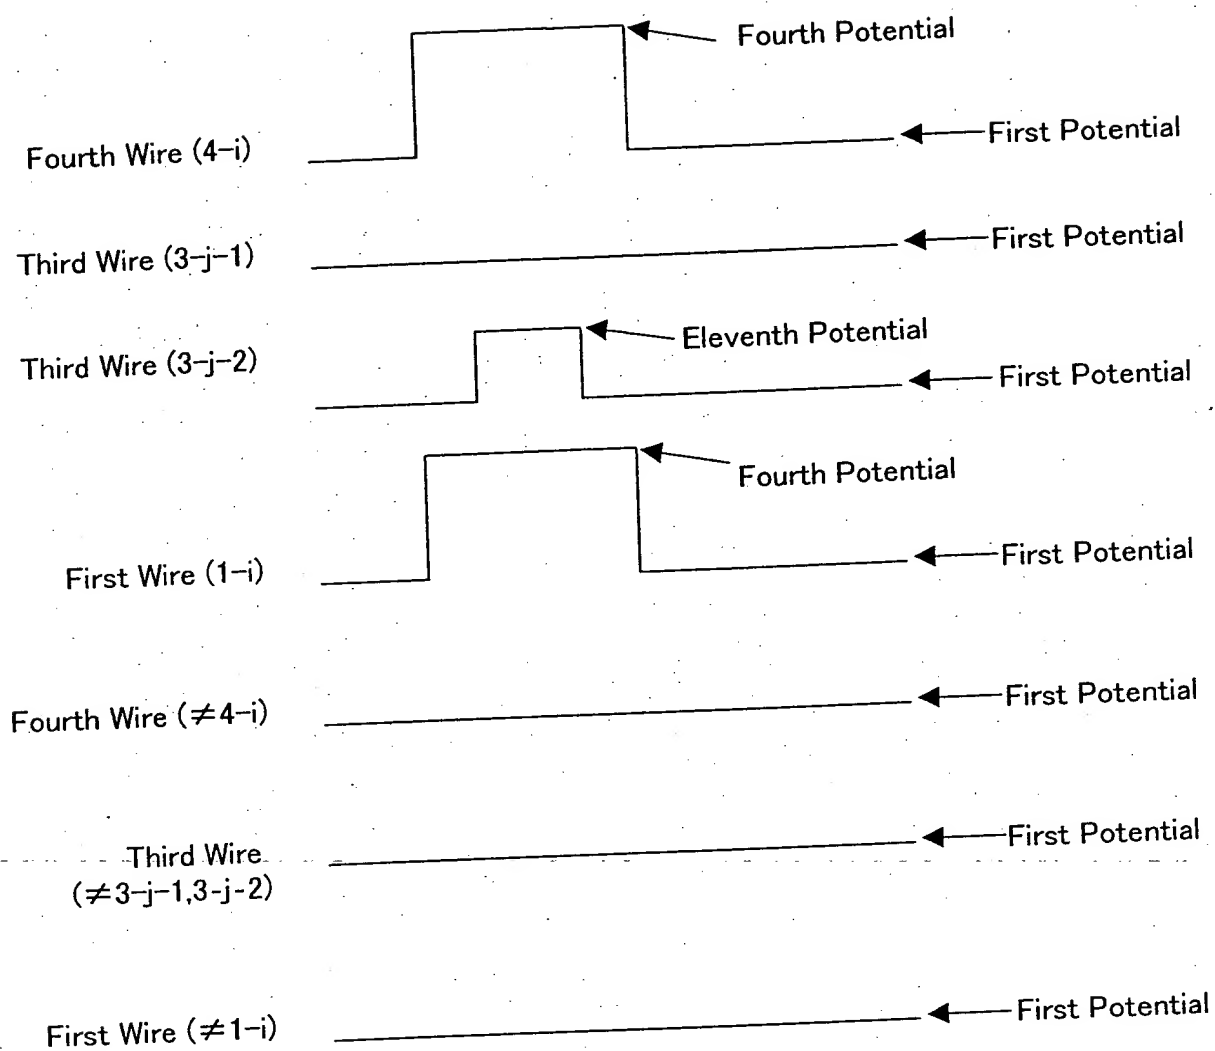 Fourth Potential
Fourth Wire (4-i)
First Potential
Third Wire (3-j-1)
First Potential
Eleventh Potential
Third Wire (3-j-2)
First Potential
Fourth Potential
First Wire (1-i)
First Potential
Fourth Wire (≠4-i)
First Potential
Third Wire
(≠3-j-1,3-j-2)
First Potential
First Wire (≠1-i)
First Potential